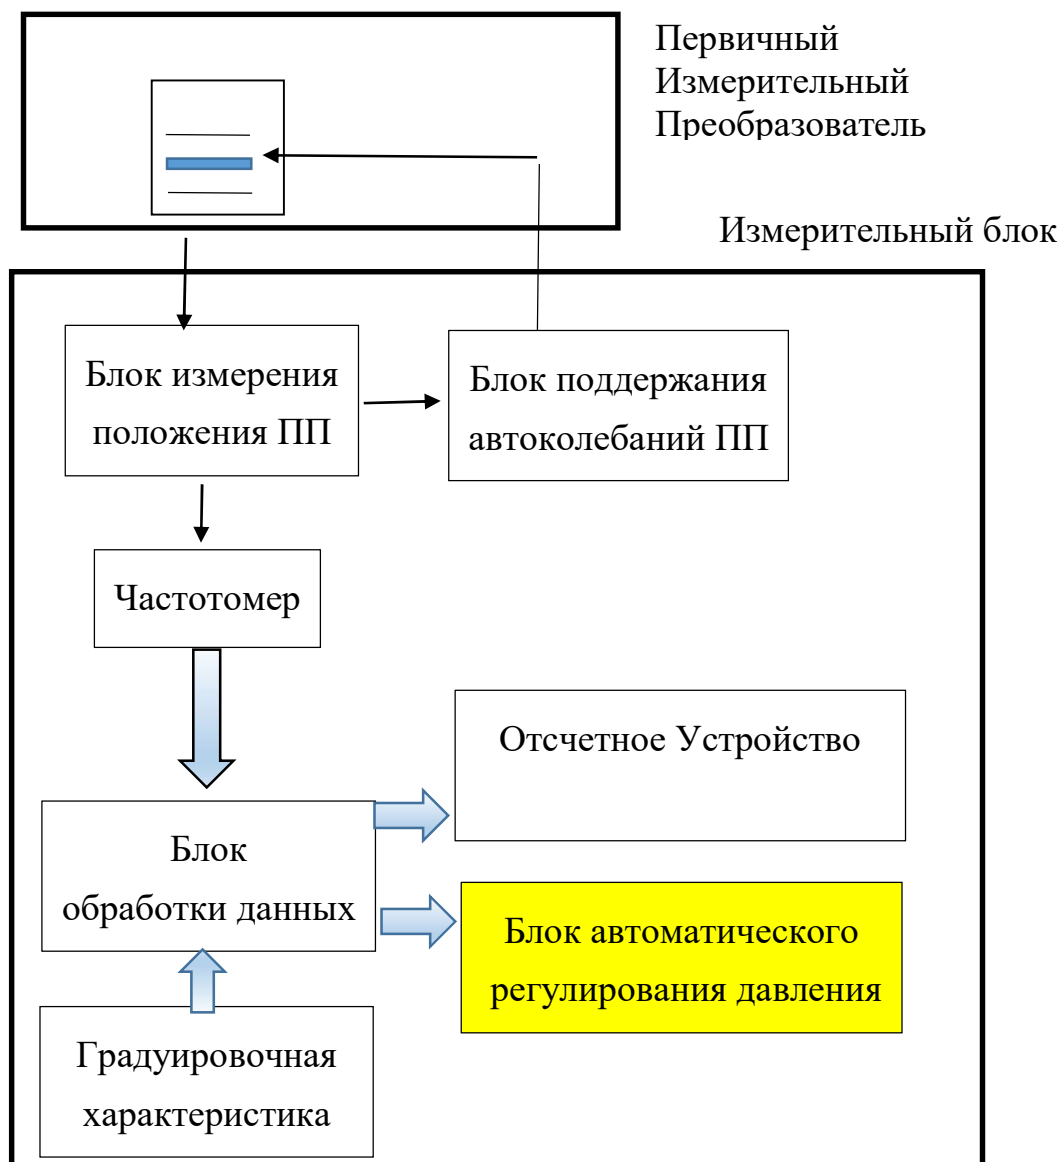 Первичный
Измерительный
Преобразователь
Измерительный блок
Блок измерения
положения ПП
Блок поддержания
автоколебаний ПП
Частотомер
Отсчетное Устройство
Блок
обработки данных
Блок автоматического
регулирования давления
Градуировочная
характеристика